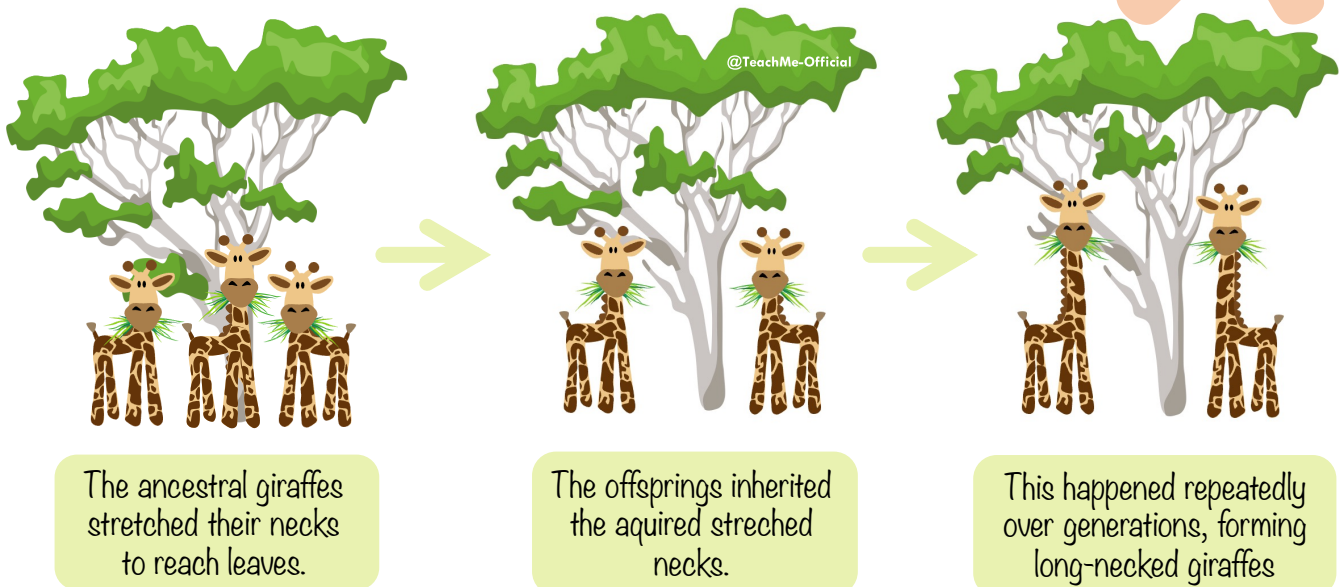 @TeachMe-Official
The ancestral giraffes
stretched their necks
to reach leaves.
The offsprings inherited
the aquired streched
necks.
This happened repeatedly
over generations, forming
long-necked giraffes